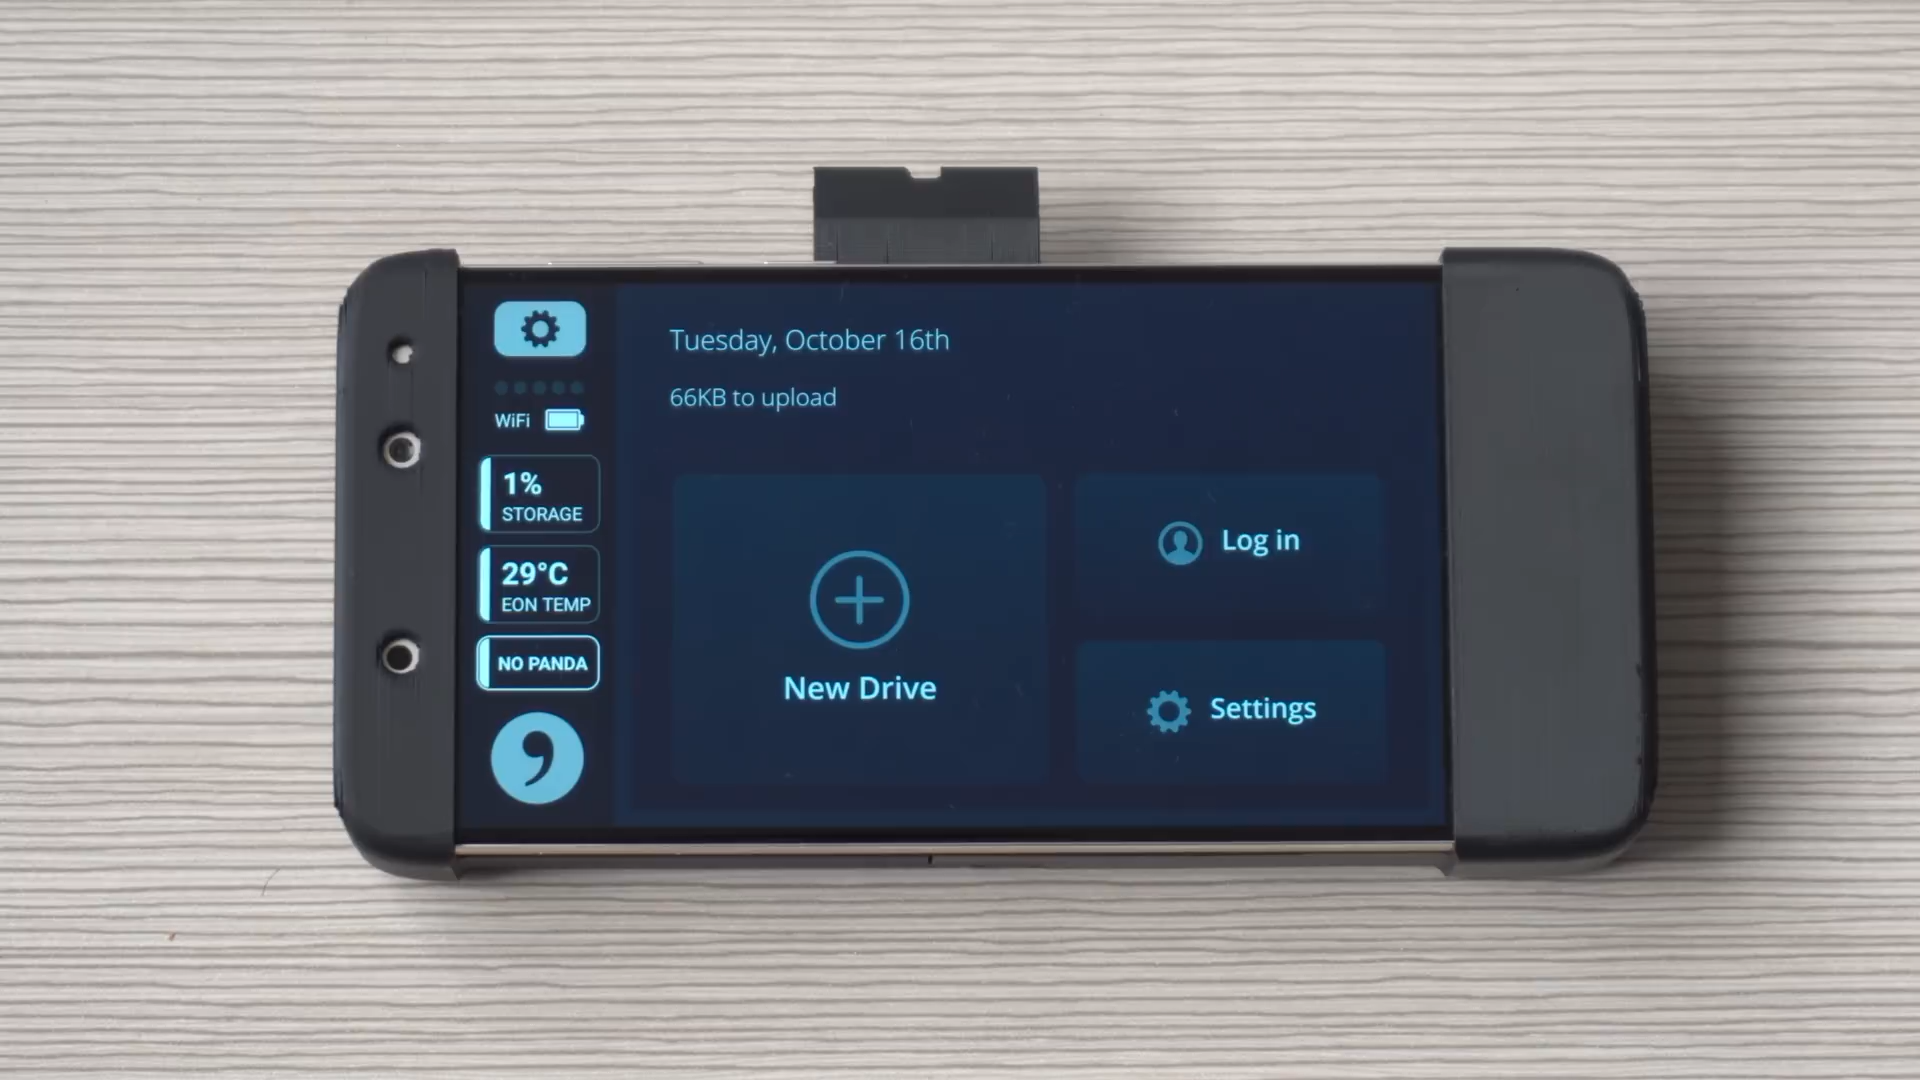 Tuesday, October 16th
66KB to upload
WiFi
1%
STORAGE
29°C
EON TEMP
NO PANDA
New Drive
Log in
Settings